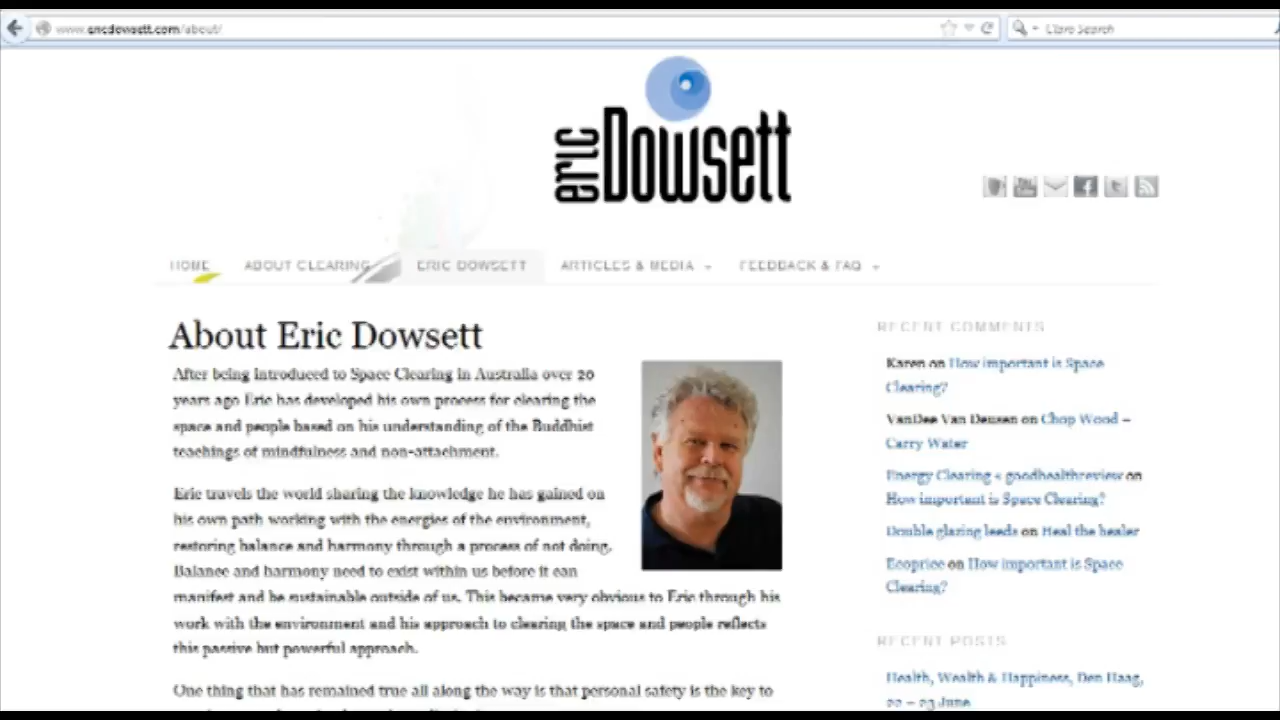 www.ericdowsett.com/about/
Claro Search
eric Dowsett
HOME ABOUT CLEARING ERIC DOWSETT ARTICLES & MEDIA FEEDBACK & FAQ
About Eric Dowsett
After being introduced to Space Clearing in Australia over 20
years ago Eric has developed his own process for clearing the
space and people based on his understanding of the Buddhist
teachings of mindfulness and non-attachment.
Eric travels the world sharing the knowledge he has gained on
his own path working with the energies of the environment,
restoring balance and harmony through a process of not doing.
Balance and harmony need to exist within us before it can
manifest and be sustainable outside of us. This became very obvious to Eric through his
work with the environment and his approach to clearing the space and people reflects
this passive but powerful approach.
One thing that has remained true all along the way is that personal safety is the key to
RECENT COMMENTS
Karen on How important is Space
Clearing?
VanDee Van Deusen on Chop Wood –
Carry Water
Energy Clearing « goodhealthreview on
How important is Space Clearing?
Double glazing leeds on Heal the healer
Ecoprice on How important is Space
Clearing?
RECENT POSTS
Health, Wealth & Happiness, Den Haag,
22 – 23 June